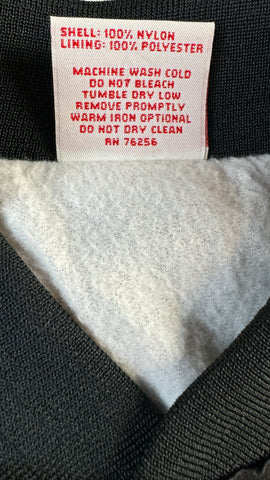 SHELL: 100% NYLON
LINING: 100% POLYESTER
MACHINE WASH COLD
DO NOT BLEACH
TUMBLE DRY LOW
REMOVE PROMPTLY
WARM IRON OPTIONAL
DO NOT DRY CLEAN
RN 76256